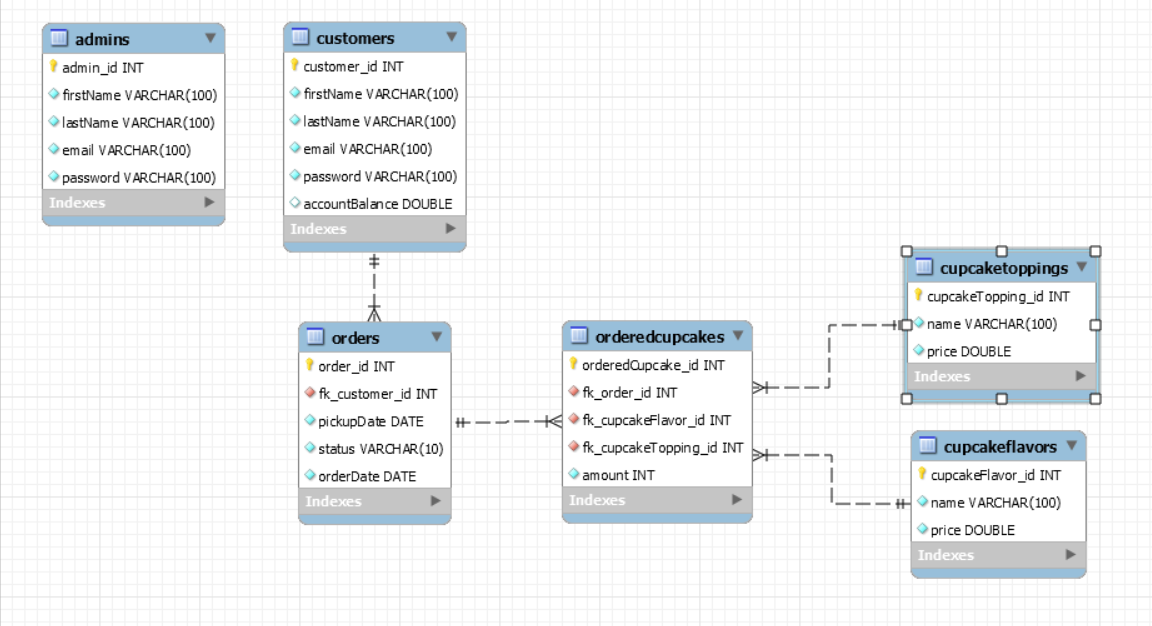 admins
admin_id INT
firstName VARCHAR(100)
lastName VARCHAR(100)
email VARCHAR(100)
password VARCHAR(100)
Indexes
customers
customer_id INT
firstName VARCHAR(100)
lastName VARCHAR(100)
email VARCHAR(100)
password VARCHAR(100)
accountBalance DOUBLE
Indexes
orders
order_id INT
fk_customer_id INT
pickupDate DATE
status VARCHAR(10)
orderDate DATE
Indexes
orderedcupcakes
orderedCupcake_id INT
fk_order_id INT
fk_cupcakeFlavor_id INT
fk_cupcakeTopping_id INT
amount INT
Indexes
cupcaketoppings
cupcakeTopping_id INT
name VARCHAR(100)
price DOUBLE
Indexes
cupcakeflavors
cupcakeFlavor_id INT
name VARCHAR(100)
price DOUBLE
Indexes